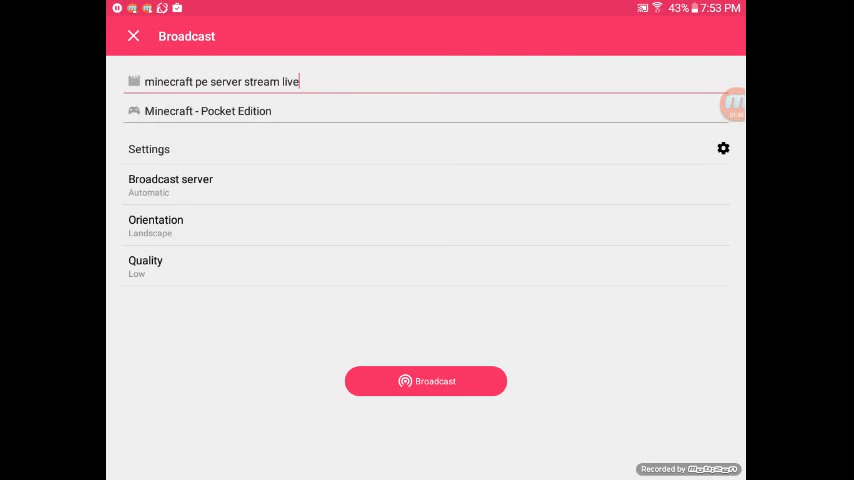 43% 7:53 PM
Broadcast
minecraft pe server stream live
Minecraft - Pocket Edition
Settings
Broadcast server
Automatic
Orientation
Landscape
Quality
Low
Broadcast
Recorded by